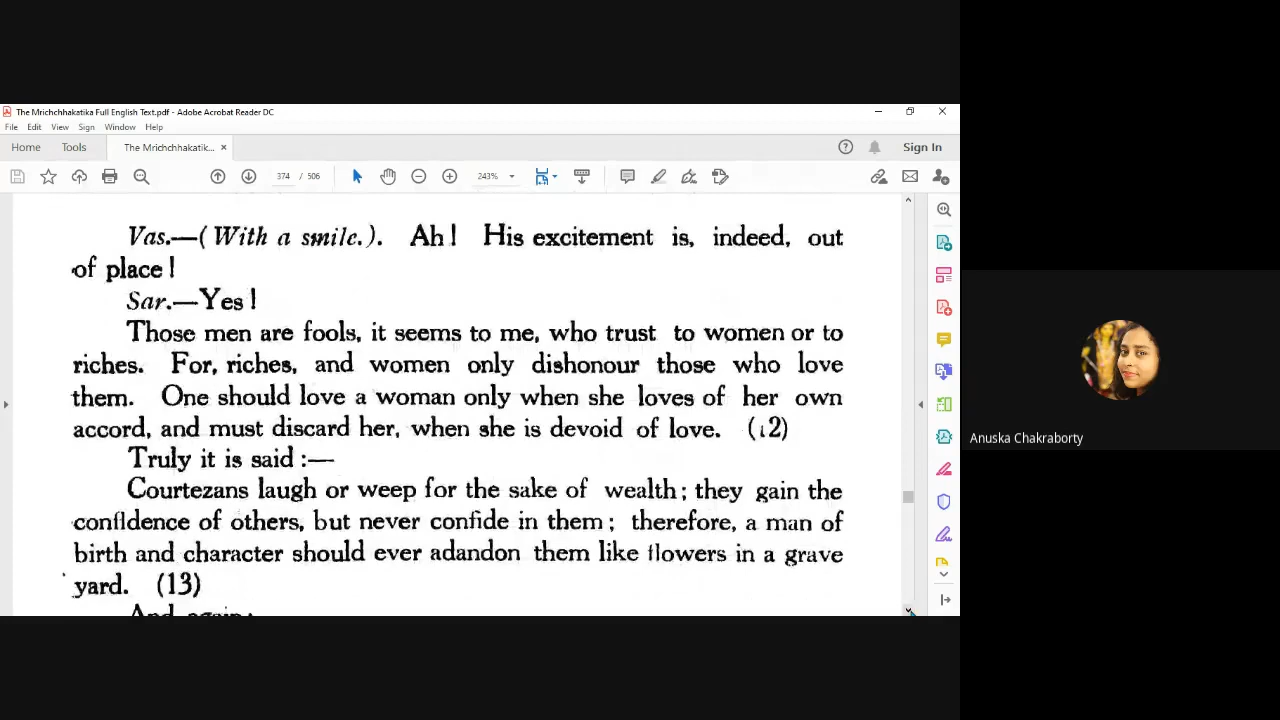 The Mrichchhakatika Full English Text.pdf - Adobe Acrobat Reader DC
File Edit View Sign Window Help
Home Tools The Mrichchhakatik... × Sign In
374 / 506 243%
Vas.—(With a smile.). Ah! His excitement is, indeed, out
of place!
Sar.—Yes!
Those men are fools, it seems to me, who trust to women or to
riches. For, riches, and women only dishonour those who love
them. One should love a woman only when she loves of her own
accord, and must discard her, when she is devoid of love. (12)
Truly it is said :—
Courtezans laugh or weep for the sake of wealth; they gain the
confldence of others, but never confide in them; therefore, a man of
birth and character should ever adandon them like flowers in a grave
yard. (13)
And again:
Anuska Chakraborty